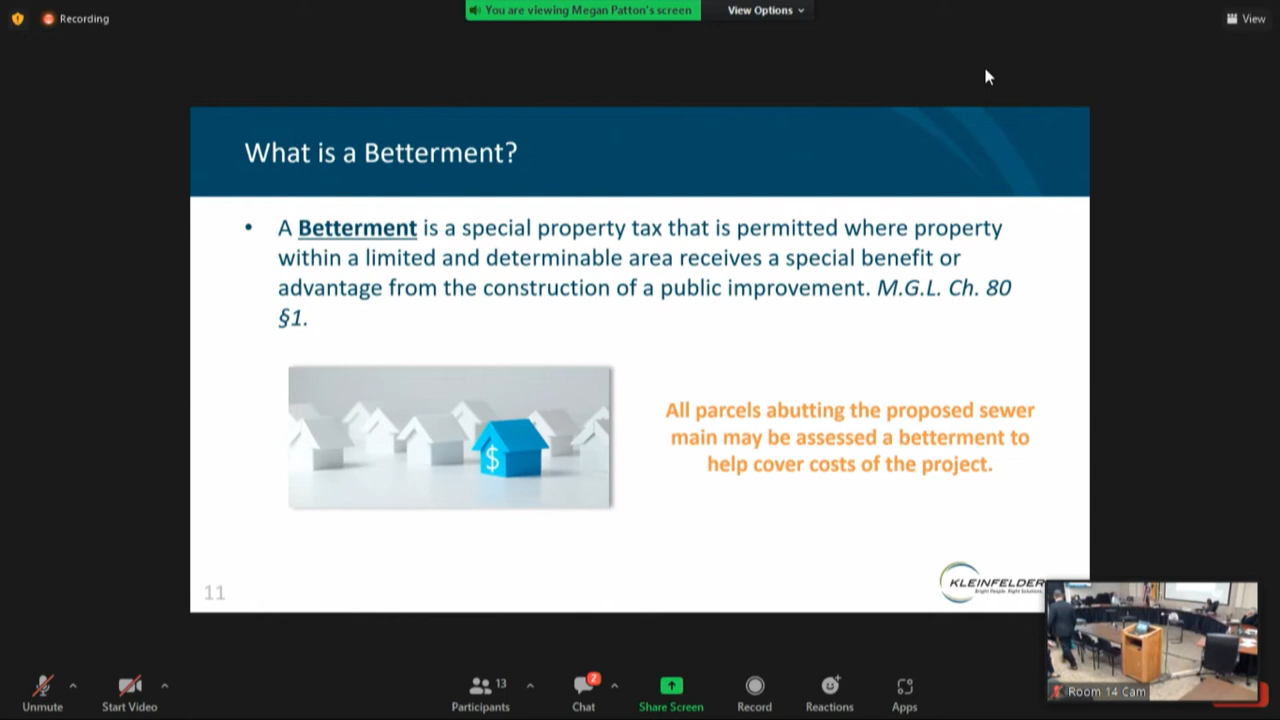 Recording
You are viewing Megan Patton's screen
View Options
View
What is a Betterment?
• A Betterment is a special property tax that is permitted where property
within a limited and determinable area receives a special benefit or
advantage from the construction of a public improvement. M.G.L. Ch. 80
§1.
$
All parcels abutting the proposed sewer
main may be assessed a betterment to
help cover costs of the project.
11
KLEINFELDER
Bright People. Right Solutions.
Room 14 Cam
Unmute
Start Video
13
Participants
2
Chat
Share Screen
Record
Reactions
Apps